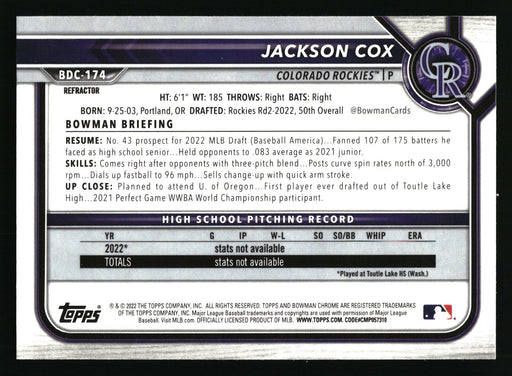 JACKSON COX
BDC-174
COLORADO ROCKIES™ | P
CR
REFRACTOR
HT: 6'1" WT: 185 THROWS: Right BATS: Right
BORN: 9-25-03, Portland, OR DRAFTED: Rockies Rd2-2022, 50th Overall @BowmanCards
BOWMAN BRIEFING
RESUME: No. 43 prospect for 2022 MLB Draft (Baseball America)...Fanned 107 of 175 batters he
faced as high school senior...Held opponents to .083 average as 2021 junior.
SKILLS: Comes right after opponents with three-pitch blend...Posts curve spin rates north of 3,000
rpm...Dials up fastball to 96 mph...Sells change-up with quick arm stroke.
UP CLOSE: Planned to attend U. of Oregon...First player ever drafted out of Toutle Lake
High...2021 Perfect Game WWBA World Championship participant.
HIGH SCHOOL PITCHING RECORD
YR G IP W-L SO SO/BB WHIP ERA
2022* stats not available
TOTALS stats not available
*Played at Toutle Lake HS (Wash.)
Topps
® & © 2022 THE TOPPS COMPANY, INC. ALL RIGHTS RESERVED. TOPPS AND BOWMAN CHROME ARE REGISTERED TRADEMARKS
OF THE TOPPS COMPANY, INC. Major League Baseball trademarks and copyrights are used with permission of Major League
Baseball. Visit MLB.com. OFFICIALLY LICENSED PRODUCT OF MLB. WWW.TOPPS.COM. CODE#CMP057310